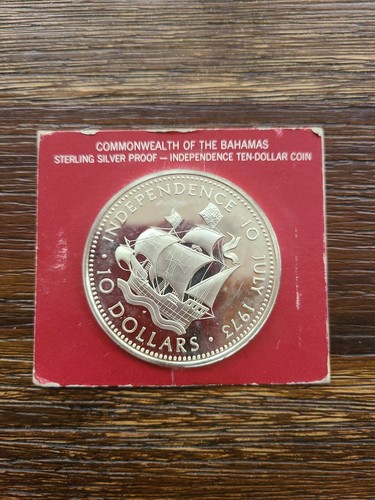 COMMONWEALTH OF THE BAHAMAS
STERLING SILVER PROOF — INDEPENDENCE TEN-DOLLAR COIN
INDEPENDENCE 10 JULY 1973
· 10 DOLLARS ·